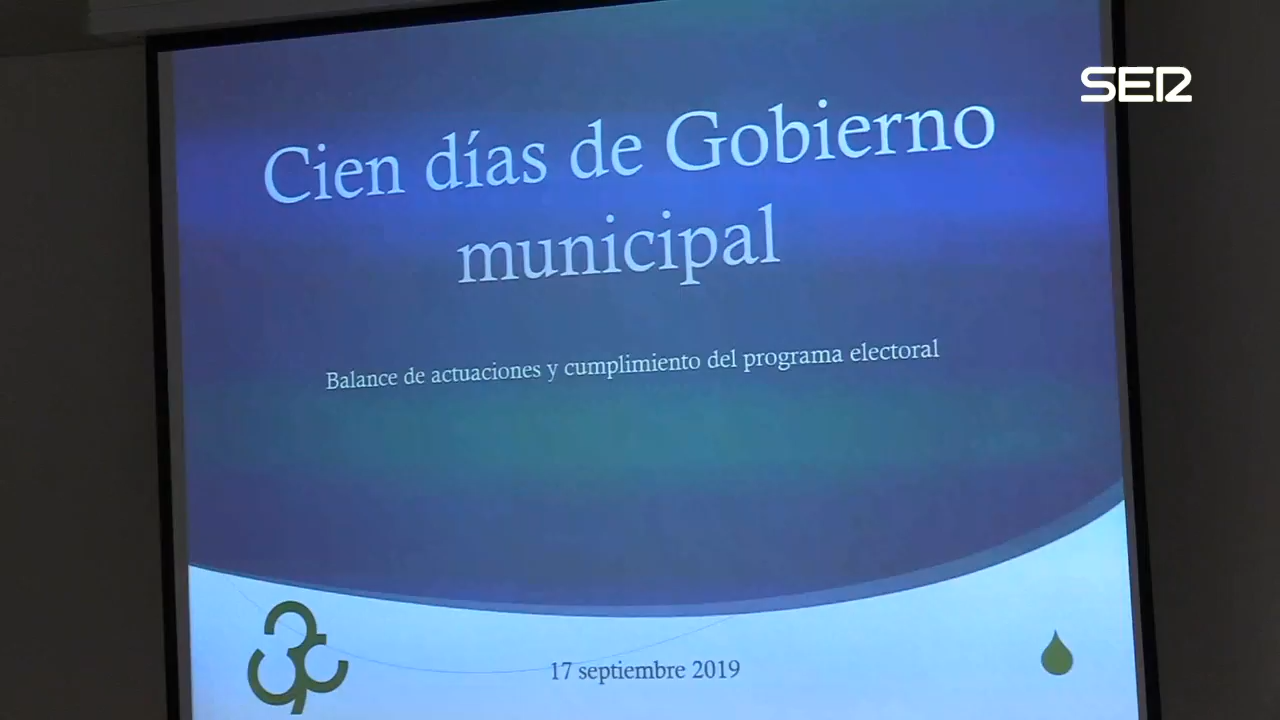 SER
Cien días de Gobierno
municipal
Balance de actuaciones y cumplimiento del programa electoral
17 septiembre 2019